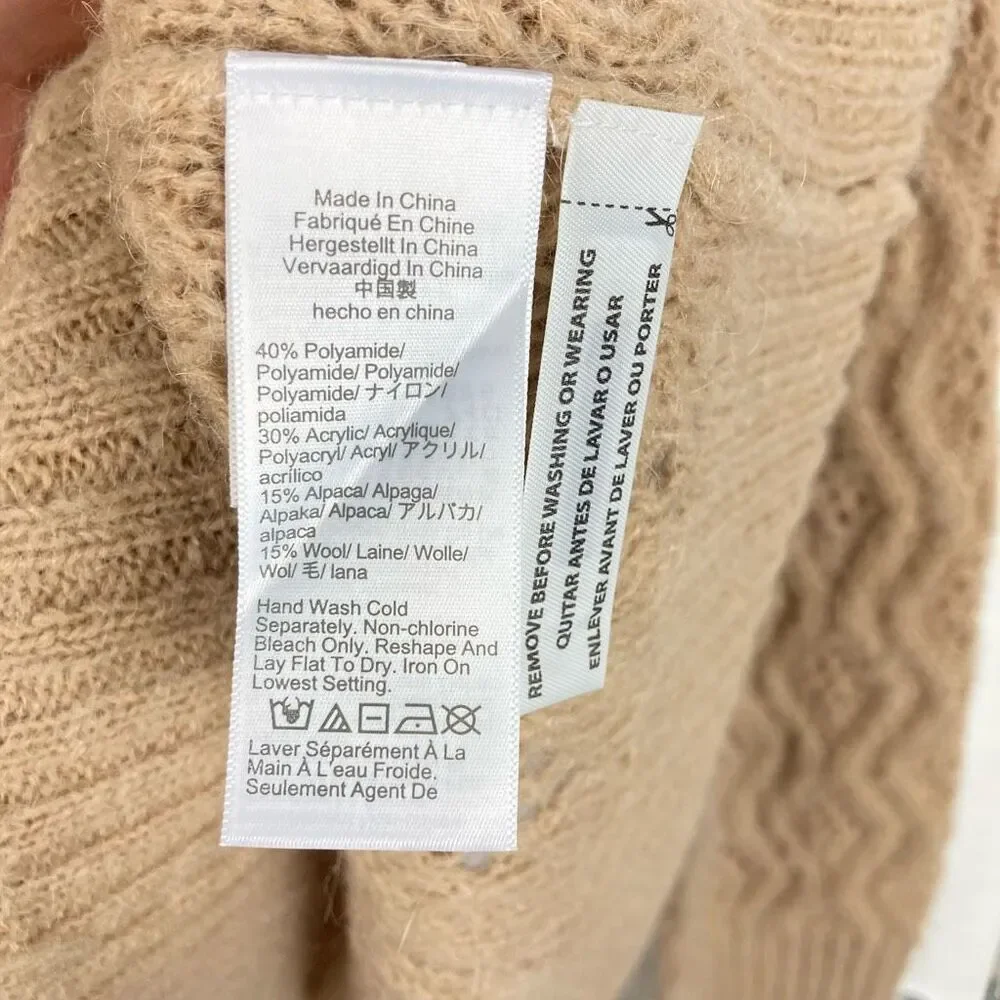 Made In China
Fabriqué En Chine
Hergestellt In China
Vervaardigd In China
中国製
hecho en china
40% Polyamide/
Polyamide/ Polyamide/
Polyamide/ ナイロン/
poliamida
30% Acrylic/ Acrylique/
Polyacryl/ Acryl/ アクリル/
acrílico
15% Alpaca/ Alpaga/
Alpaka/ Alpaca/ アルパカ/
alpaca
15% Wool/ Laine/ Wolle/
Wol/ 毛/ lana
Hand Wash Cold
Separately. Non-chlorine
Bleach Only. Reshape And
Lay Flat To Dry. Iron On
Lowest Setting.
Laver Séparément À La
Main À L'eau Froide.
Seulement Agent De
REMOVE BEFORE WASHING OR WEARING
QUITAR ANTES DE LAVAR O USAR
ENLEVER AVANT DE LAVER OU PORTER